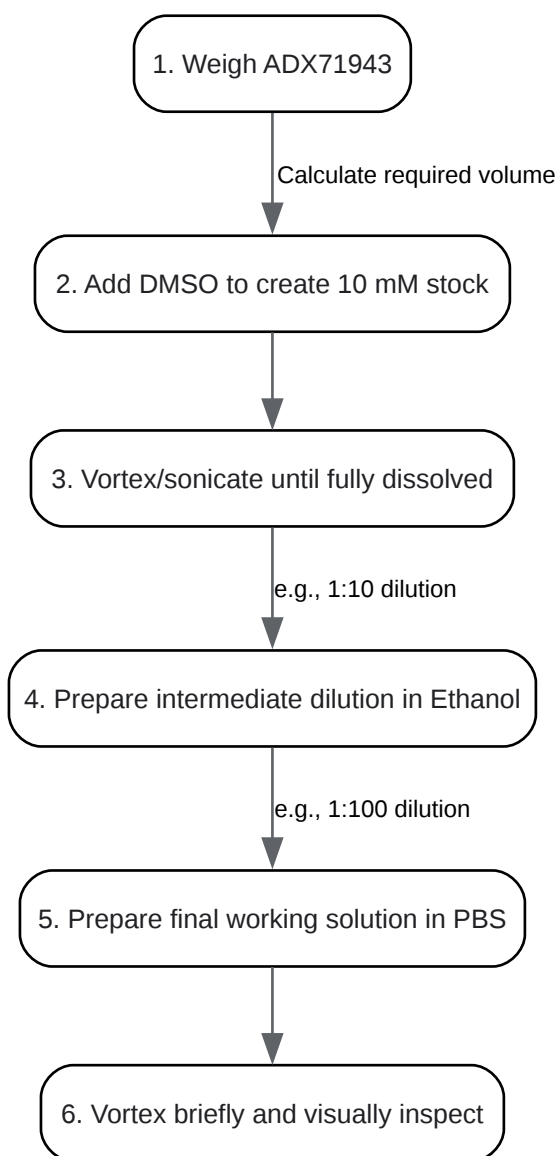 1. Weigh ADX71943
Calculate required volume
2. Add DMSO to create 10 mM stock
3. Vortex/sonicate until fully dissolved
e.g., 1:10 dilution
4. Prepare intermediate dilution in Ethanol
e.g., 1:100 dilution
5. Prepare final working solution in PBS
6. Vortex briefly and visually inspect